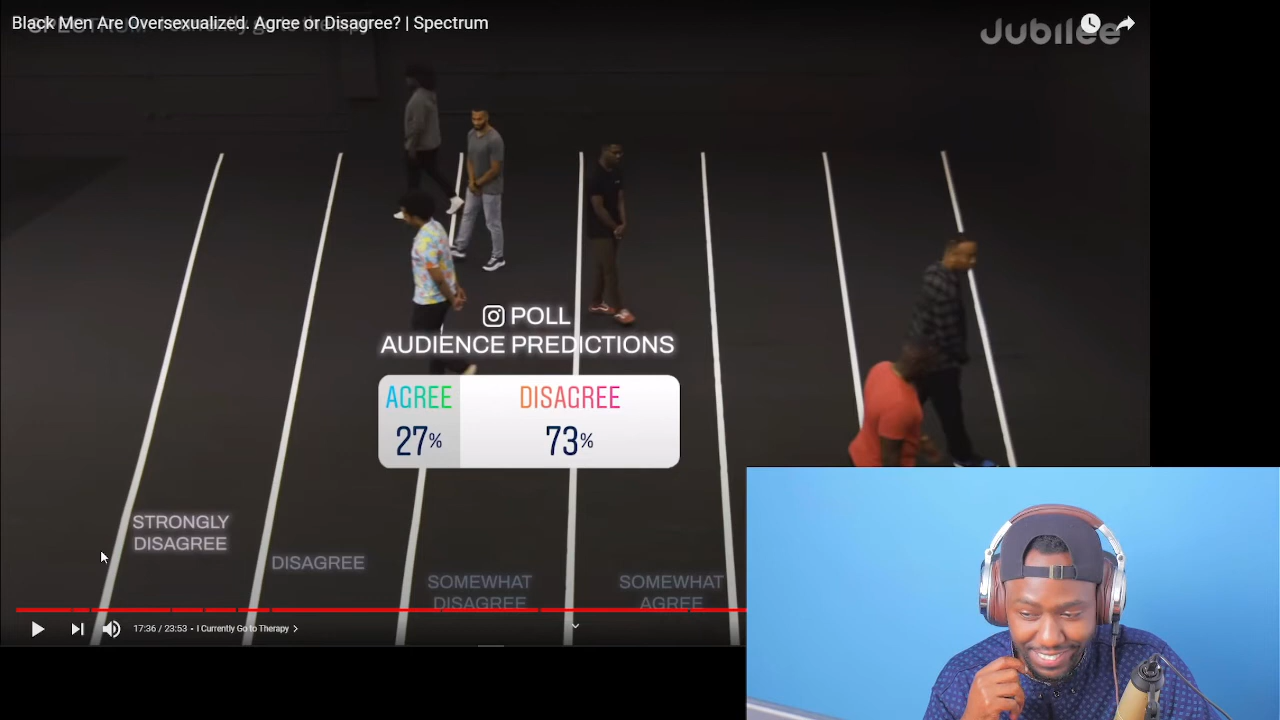 Black Men Are Oversexualized. Agree or Disagree? | Spectrum
Jubilee
POLL
AUDIENCE PREDICTIONS
AGREE
DISAGREE
27%
73%
STRONGLY
DISAGREE
DISAGREE
SOMEWHAT
DISAGREE
SOMEWHAT
AGREE
17:36 / 23:53 • I Currently Go to Therapy >